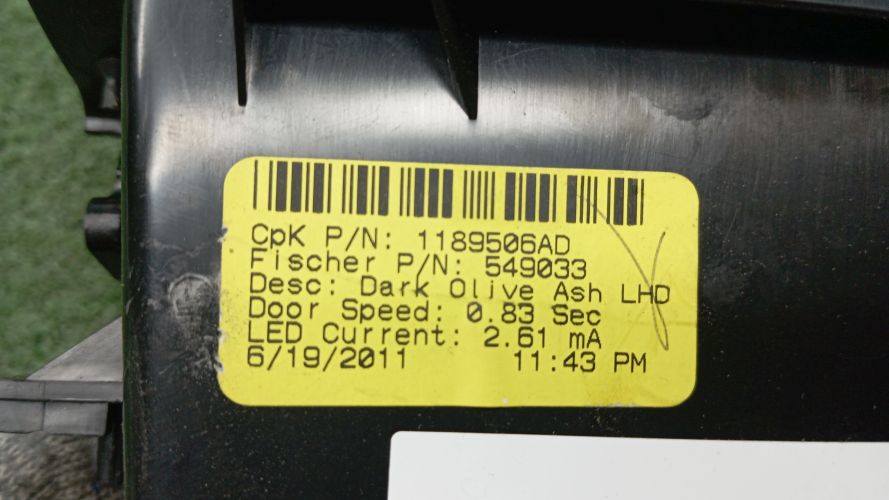 CpK P/N: 1189506AD
Fischer P/N: 549033
Desc: Dark Olive Ash LHD
Door Speed: 0.83 Sec
LED Current: 2.61 mA
6/19/2011 11:43 PM